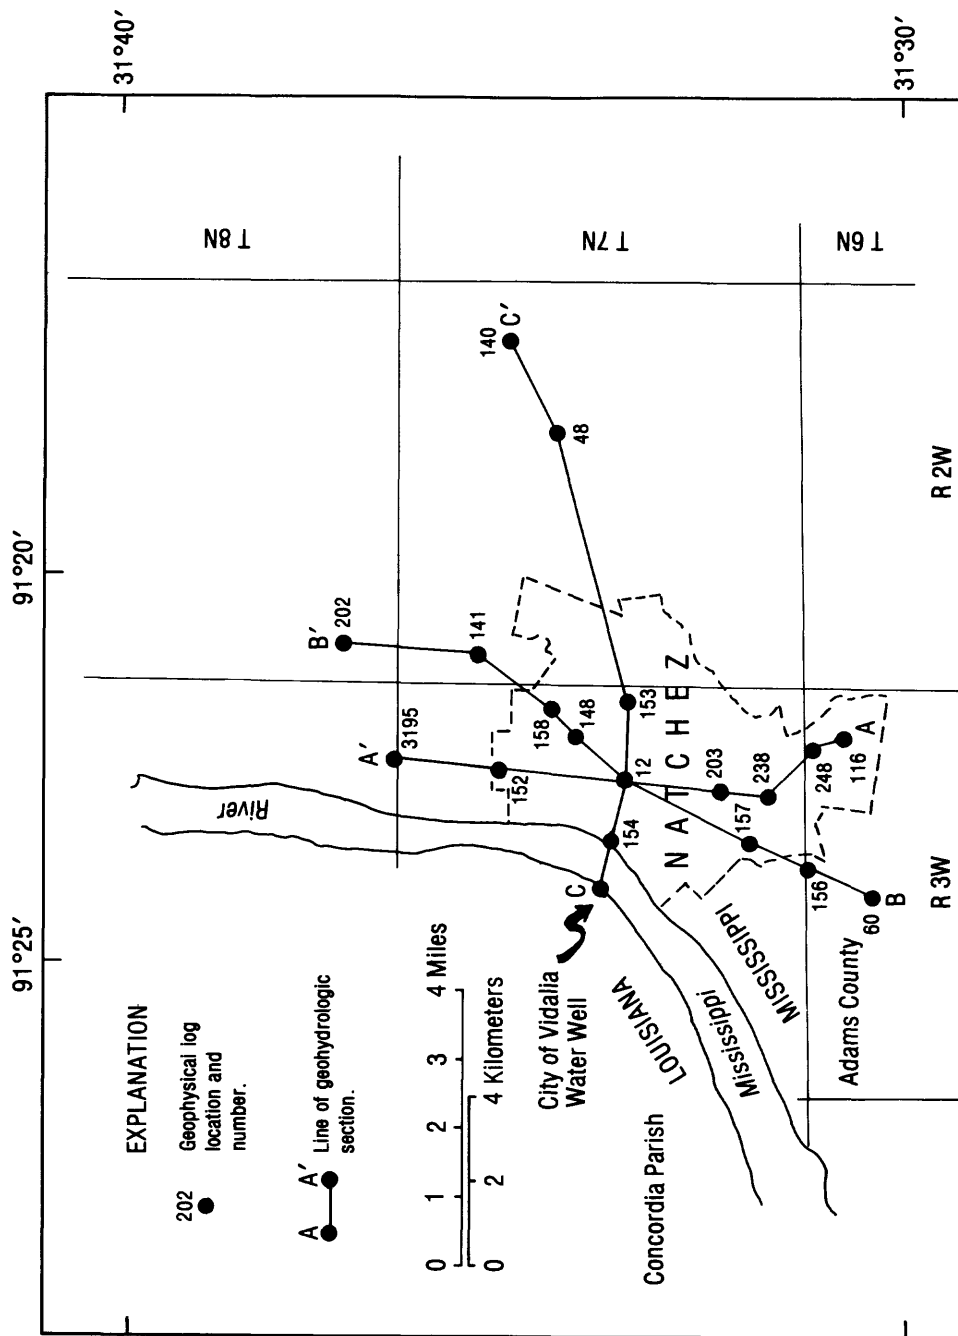 31°40′
31°30′
91°20′
91°25′
T 8N
T 7N
T 6N
R 2W
R 3W
EXPLANATION
202
Geophysical log
location and
number.
A A′
Line of geohydrologic
section.
0 1 2 3 4 Miles
0 2 4 Kilometers
B′
202
141
A′
3195
152
158
148
140 C′
48
153
12
154
C
City of Vidalia
Water Well
River
NATCHEZ
203
157
238
248
116
A
156
60
B
LOUISIANA
Mississippi
MISSISSIPPI
Concordia Parish
Adams County